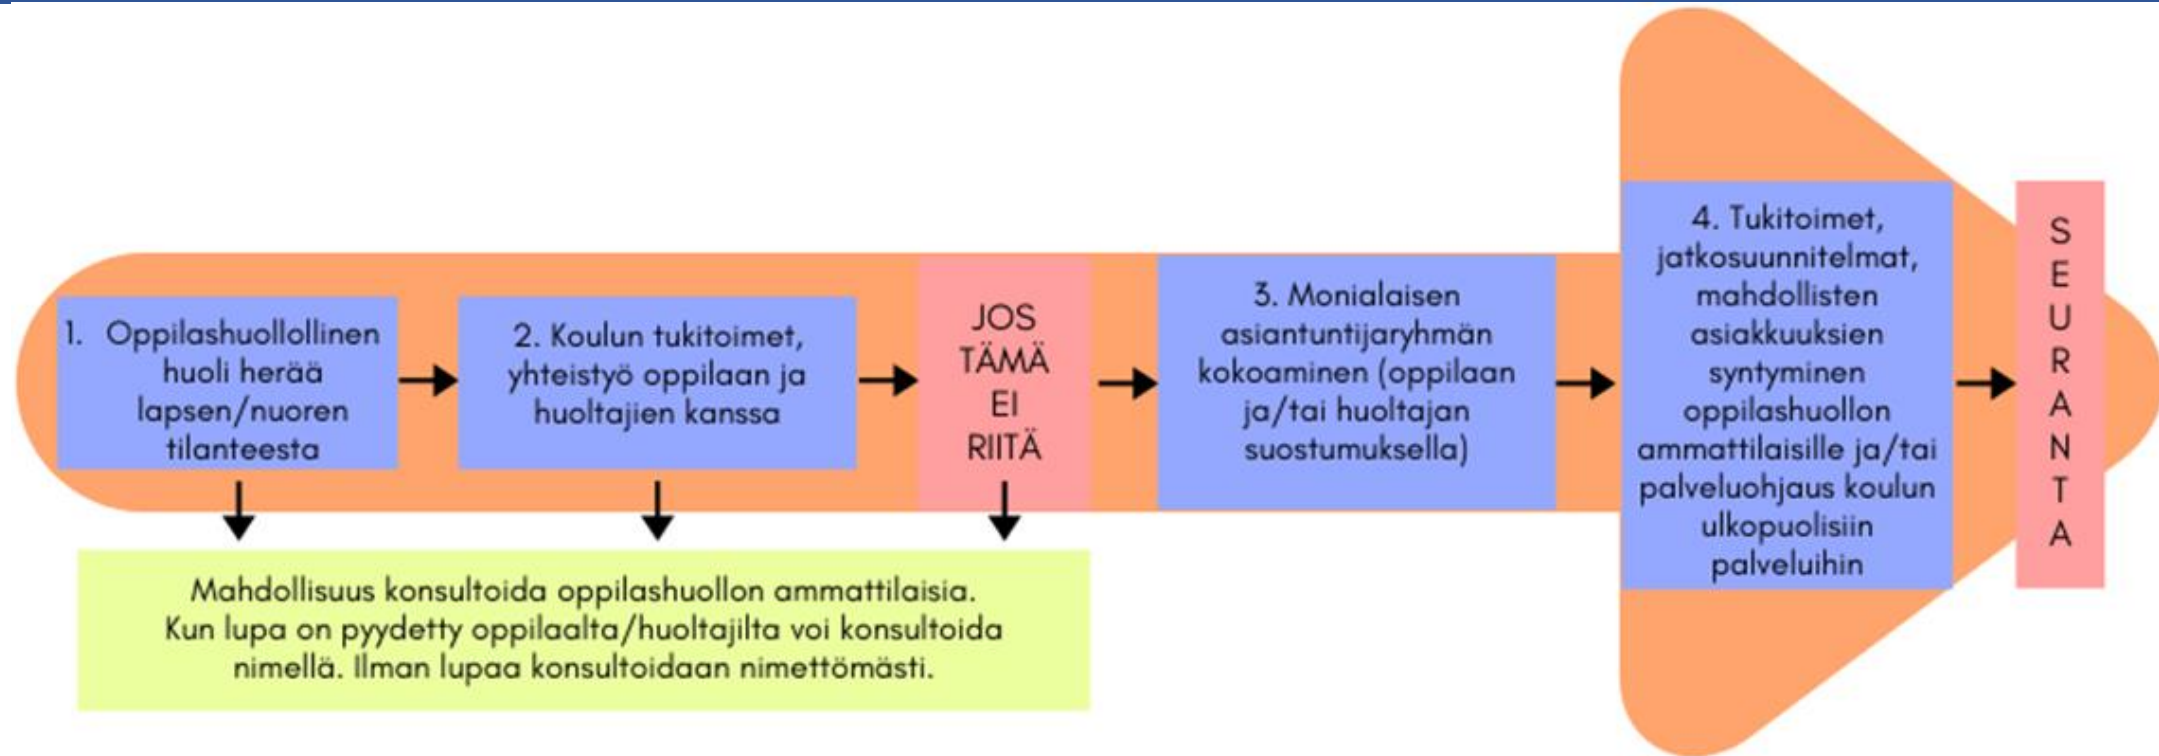 1. Oppilashuollollinen
huoli herää
lapsen/nuoren
tilanteesta
2. Koulun tukitoimet,
yhteistyö oppilaan ja
huoltajien kanssa
JOS
TÄMÄ
EI
RIITÄ
3. Monialaisen
asiantuntijaryhmän
kokoaminen (oppilaan
ja/tai huoltajan
suostumuksella)
4. Tukitoimet,
jatkosuunnitelmat,
mahdollisten
asiakkuuksien
syntyminen
oppilashuollon
ammattilaisille ja/tai
palveluohjaus koulun
ulkopuolisiin
palveluihin
S
E
U
R
A
N
T
A
Mahdollisuus konsultoida oppilashuollon ammattilaisia.
Kun lupa on pyydetty oppilaalta/huoltajilta voi konsultoida
nimellä. Ilman lupaa konsultoidaan nimettömästi.